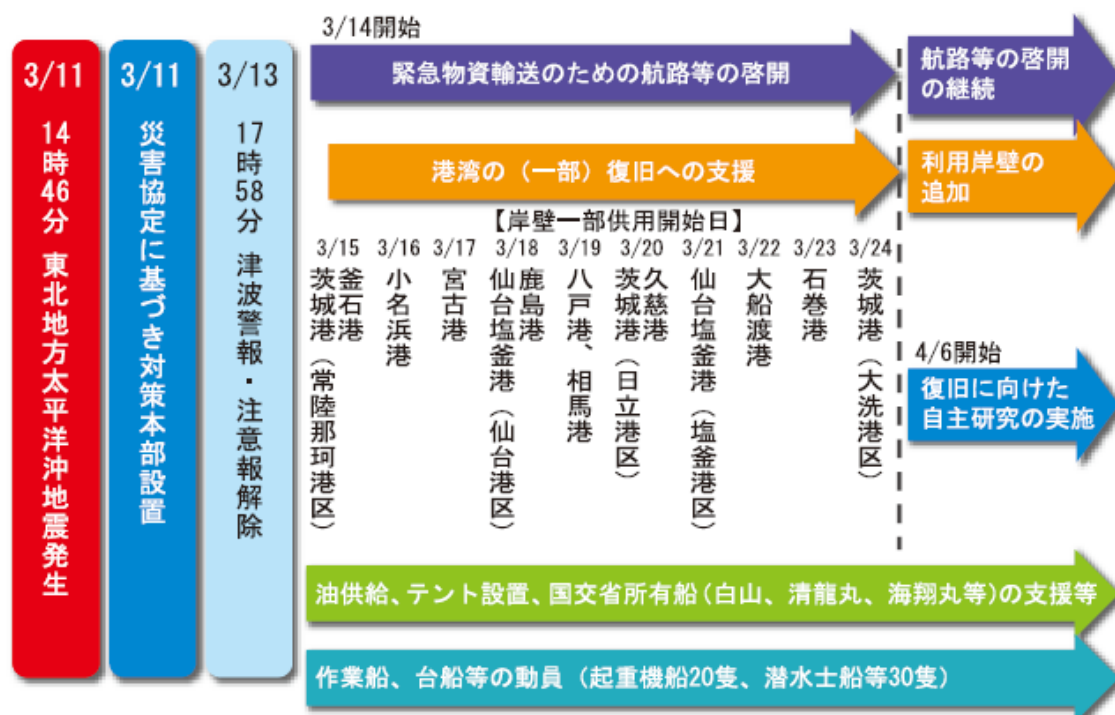 3/11
14時46分 東北地方太平洋沖地震発生
3/11
災害協定に基づき対策本部設置
3/13
17時58分 津波警報・注意報解除
3/14開始
緊急物資輸送のための航路等の啓開
航路等の啓開
の継続
港湾の（一部）復旧への支援
利用岸壁の
追加
【岸壁一部供用開始日】
3/15
釜石港
茨城港（常陸那珂港区）
3/16
小名浜港
3/17
宮古港
3/18
鹿島港
仙台塩釜港（仙台港区）
3/19
八戸港、相馬港
3/20
久慈港
茨城港（日立港区）
3/21
仙台塩釜港（塩釜港区）
3/22
大船渡港
3/23
石巻港
3/24
茨城港（大洗港区）
4/6開始
復旧に向けた
自主研究の実施
油供給、テント設置、国交省所有船（白山、清龍丸、海翔丸等）の支援等
作業船、台船等の動員（起重機船20隻、潜水士船等30隻）